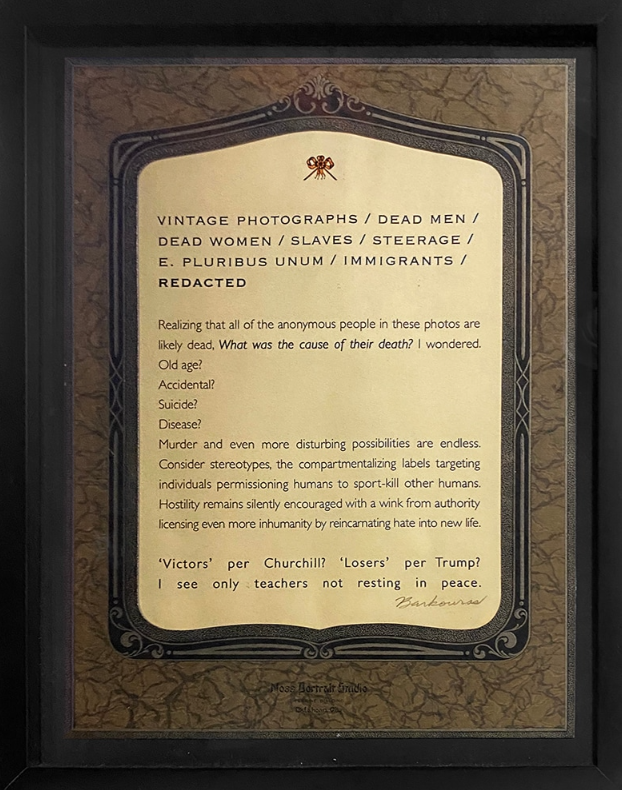 VINTAGE PHOTOGRAPHS / DEAD MEN /
DEAD WOMEN / SLAVES / STEERAGE /
E. PLURIBUS UNUM / IMMIGRANTS /
REDACTED
Realizing that all of the anonymous people in these photos are
likely dead, What was the cause of their death? I wondered.
Old age?
Accidental?
Suicide?
Disease?
Murder and even more disturbing possibilities are endless.
Consider stereotypes, the compartmentalizing labels targeting
individuals permissioning humans to sport-kill other humans.
Hostility remains silently encouraged with a wink from authority
licensing even more inhumanity by reincarnating hate into new life.
‘Victors’ per Churchill? ‘Losers’ per Trump?
I see only teachers not resting in peace.
Barkouras
Moss Portrait Studio